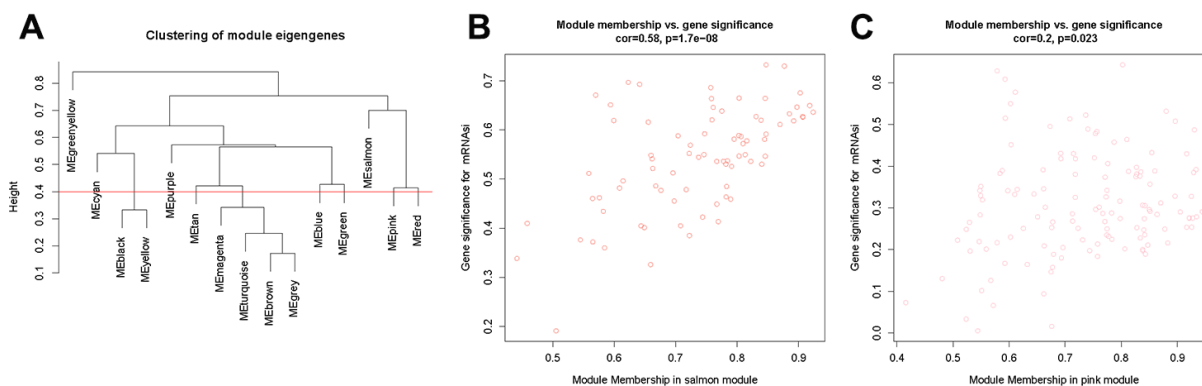 A
Clustering of module eigengenes
Height
0.1
0.2
0.3
0.4
0.5
0.6
0.7
0.8
MEgreenyellow
MEcyan
MEblack
MEyellow
MEpurple
MEtan
MEmagenta
MEturquoise
MEbrown
MEgrey
MEblue
MEgreen
MEsalmon
MEpink
MEred
B
Module membership vs. gene significance
cor=0.58, p=1.7e−08
Gene significance for mRNAsi
0.2
0.3
0.4
0.5
0.6
0.7
0.5
0.6
0.7
0.8
0.9
Module Membership in salmon module
C
Module membership vs. gene significance
cor=0.2, p=0.023
Gene significance for mRNAsi
0.0
0.1
0.2
0.3
0.4
0.5
0.6
0.4
0.5
0.6
0.7
0.8
0.9
Module Membership in pink module